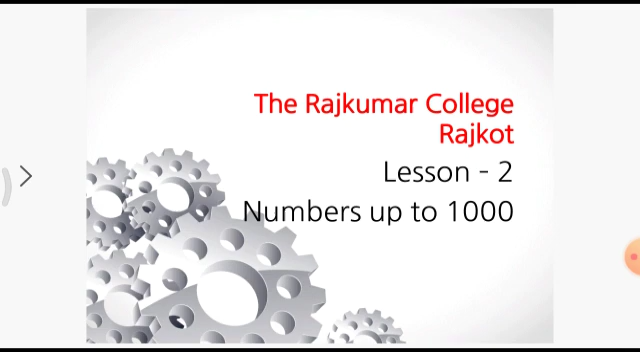 The Rajkumar College
Rajkot
Lesson - 2
Numbers up to 1000